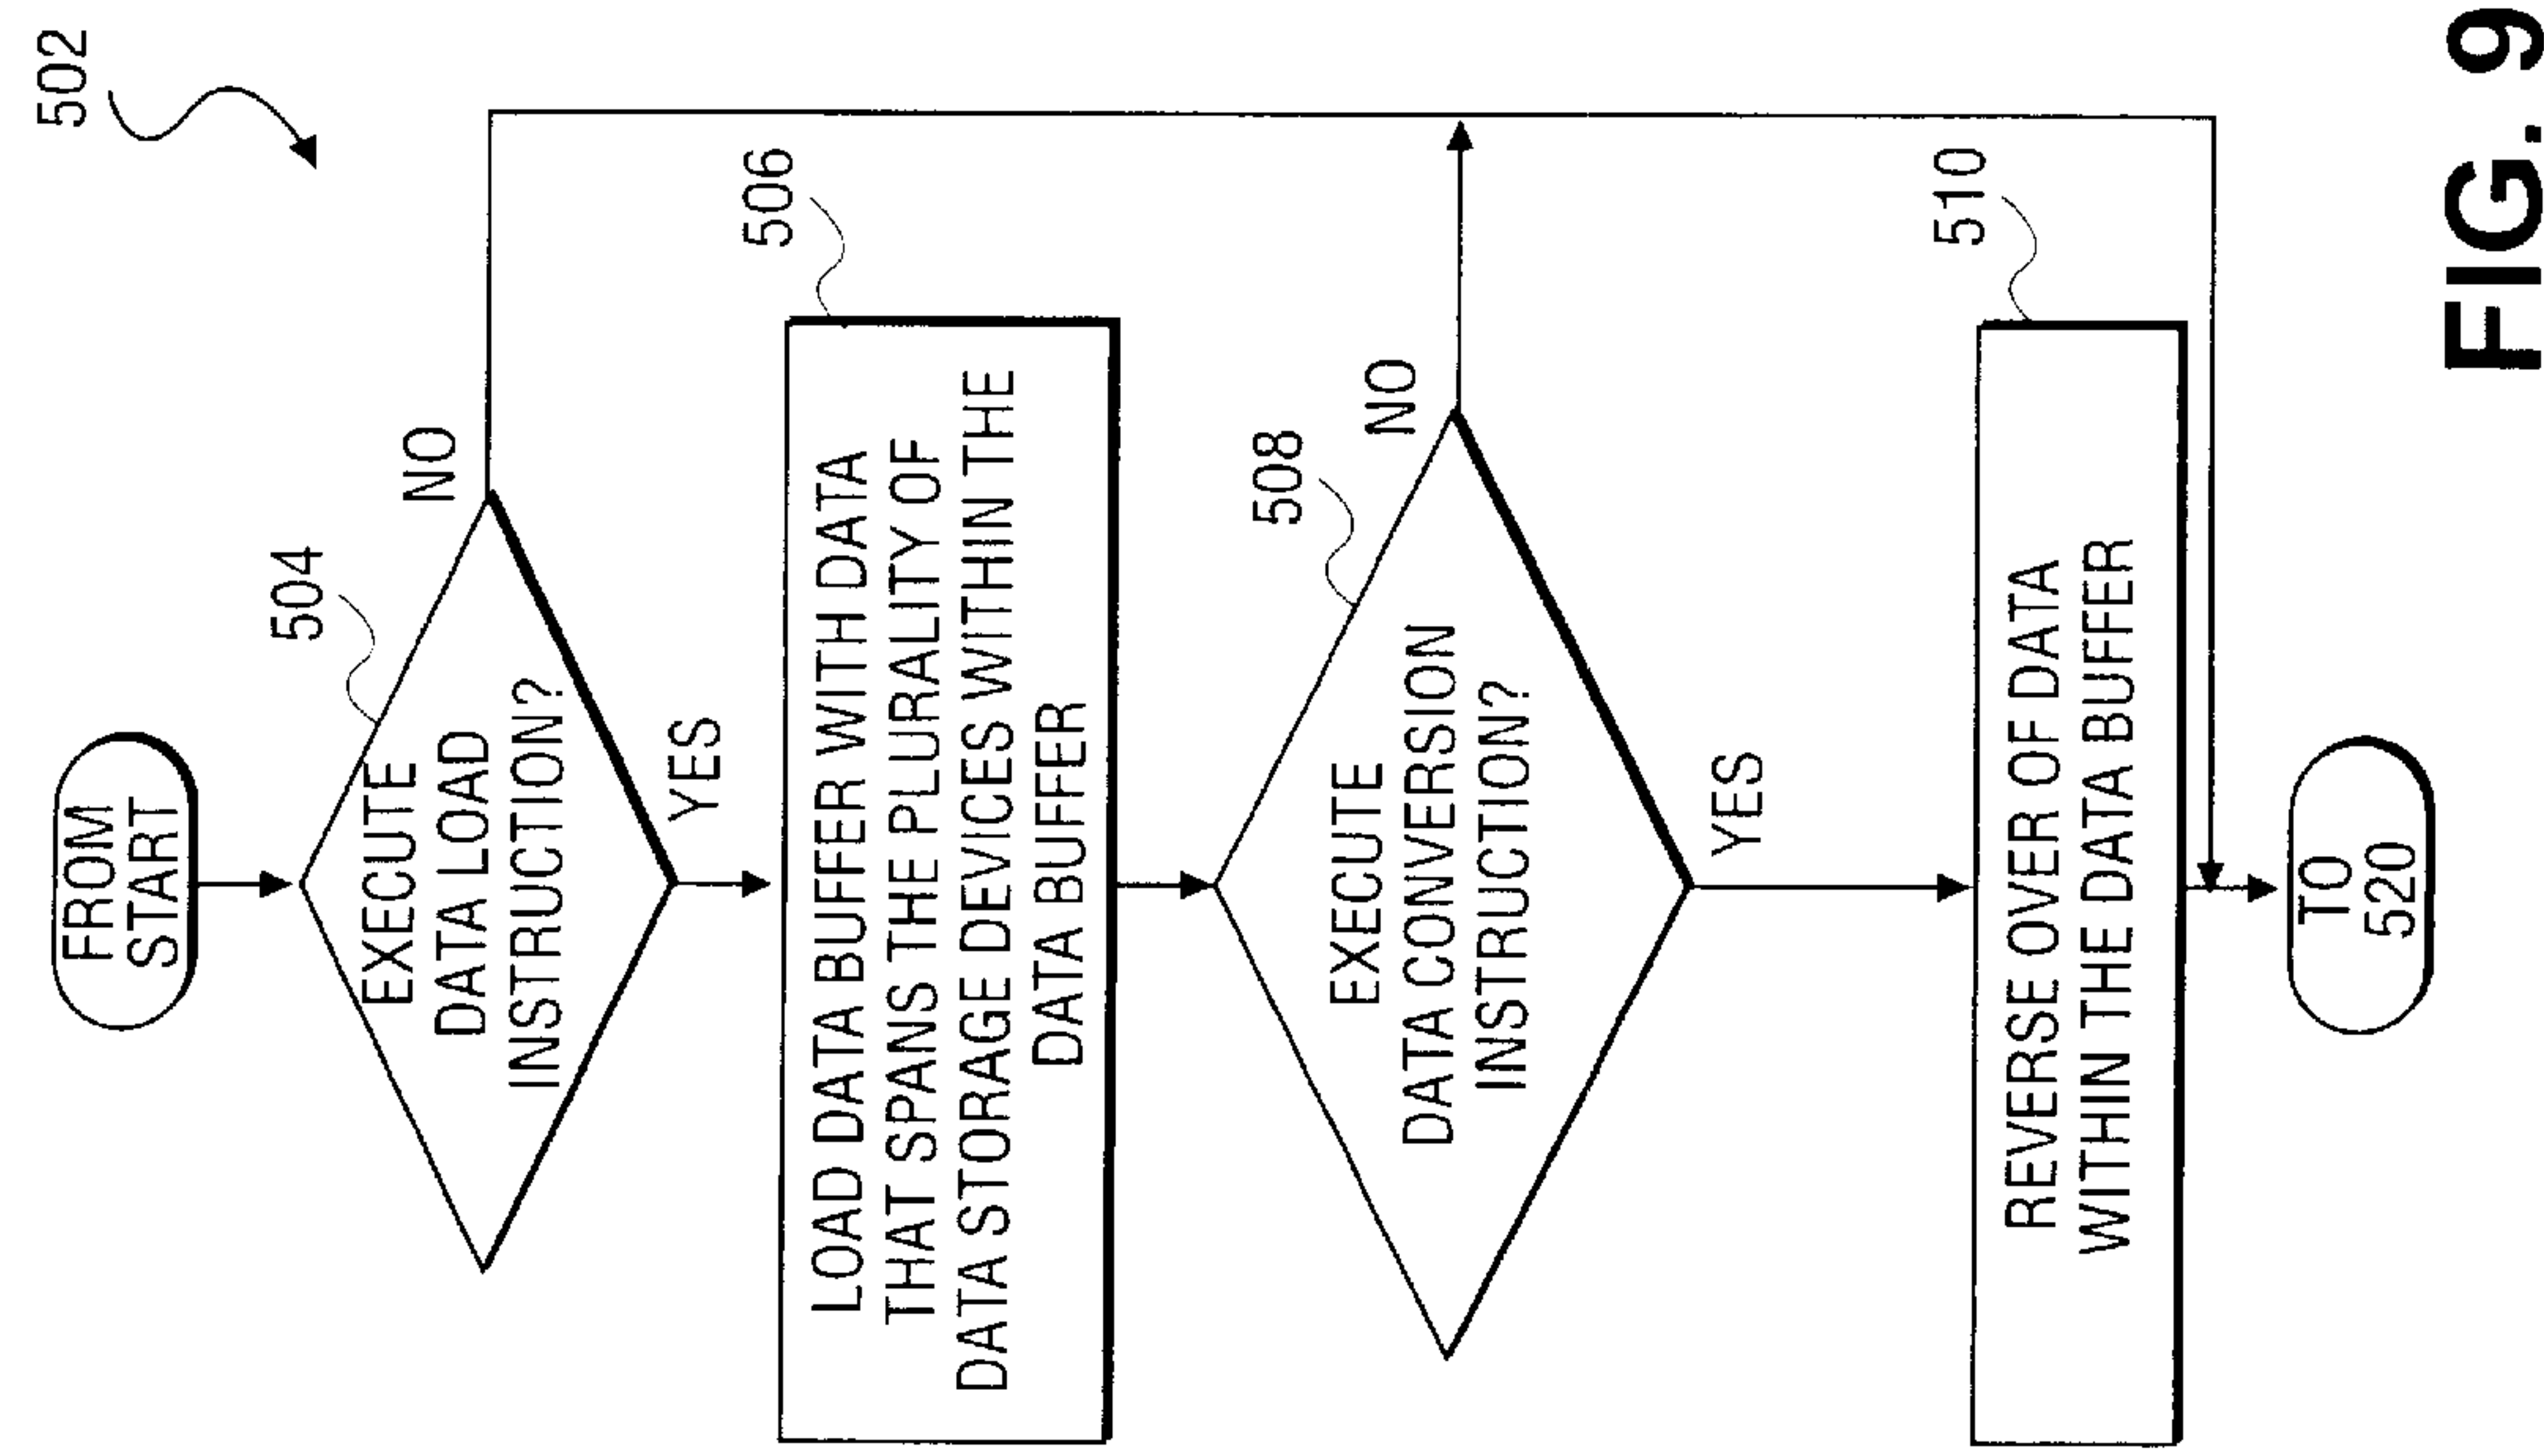 502
FROM
START
504
EXECUTE
DATA LOAD
INSTRUCTION?
NO
YES
506
LOAD DATA BUFFER WITH DATA
THAT SPANS THE PLURALITY OF
DATA STORAGE DEVICES WITHIN THE
DATA BUFFER
508
EXECUTE
DATA CONVERSION
INSTRUCTION?
NO
YES
510
REVERSE OVER OF DATA
WITHIN THE DATA BUFFER
TO
520
FIG. 9